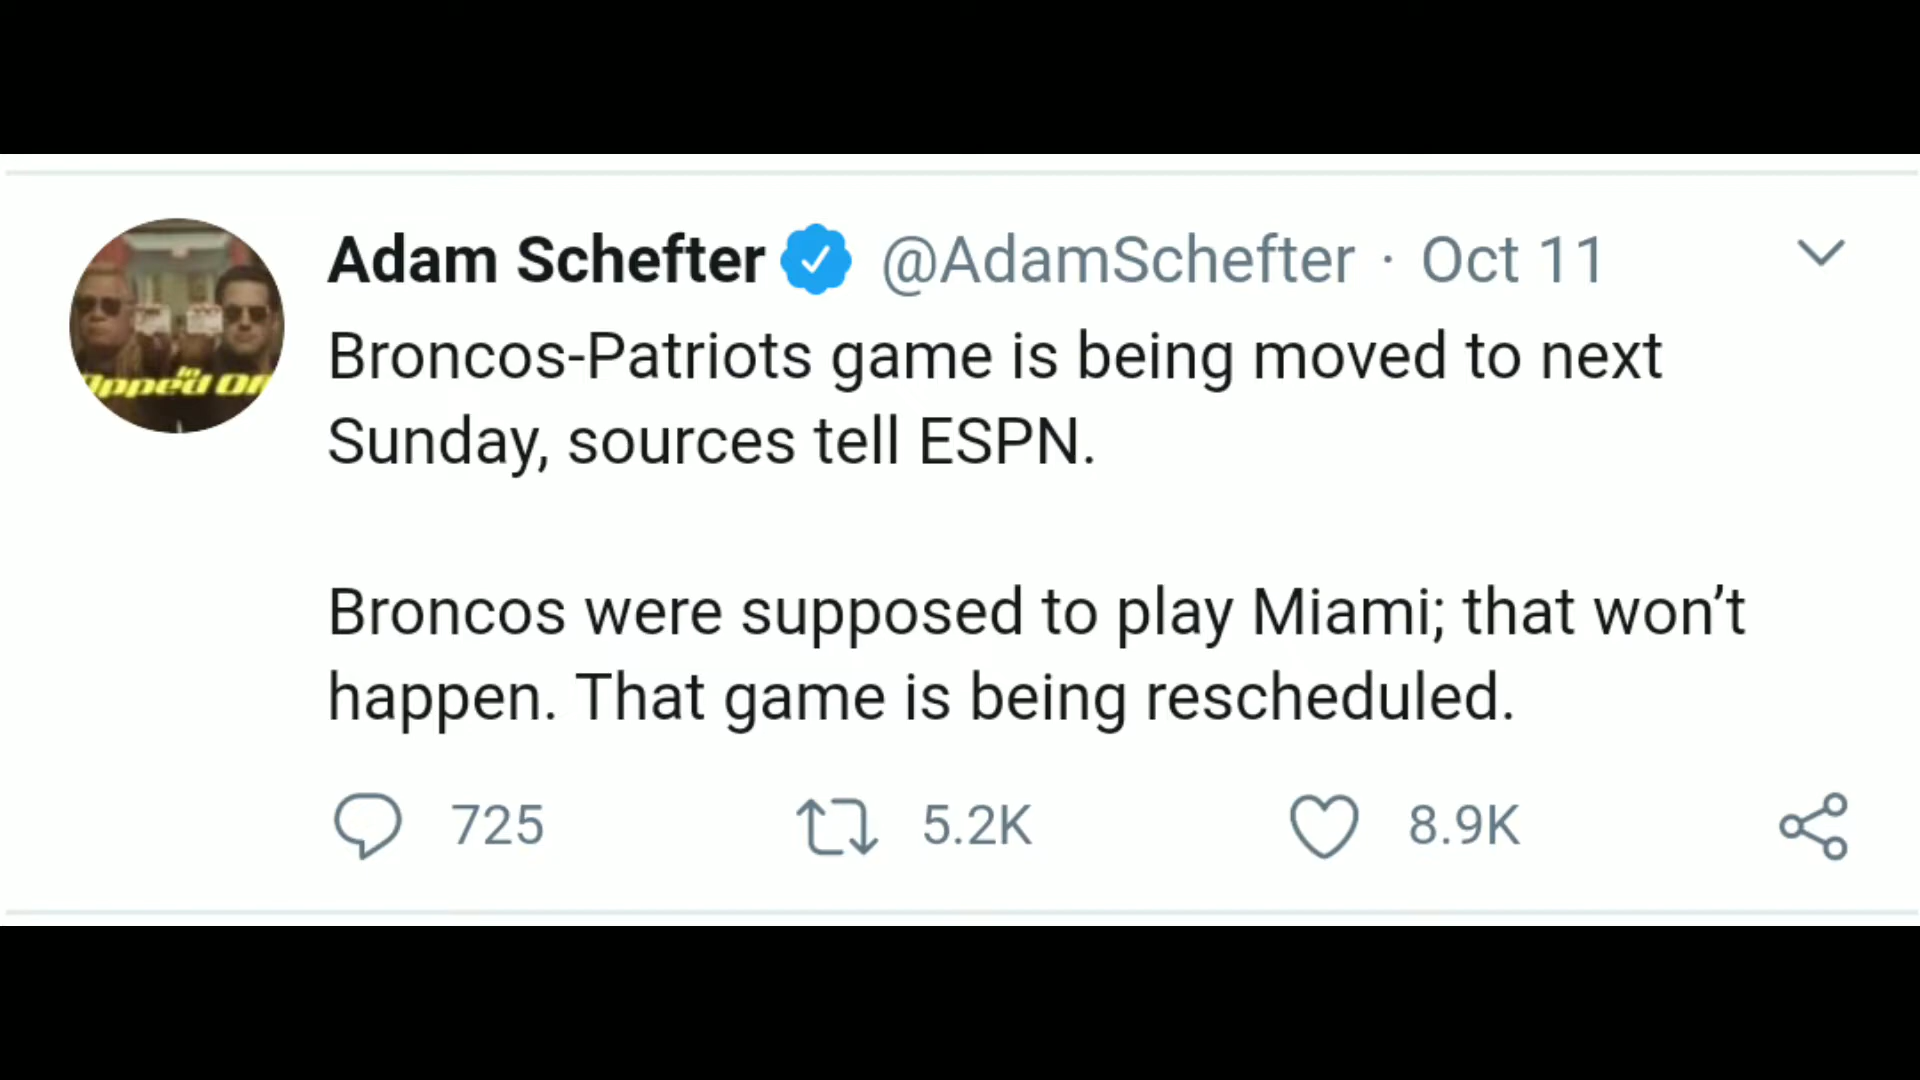 Adam Schefter @AdamSchefter · Oct 11
Broncos-Patriots game is being moved to next
Sunday, sources tell ESPN.
Broncos were supposed to play Miami; that won’t
happen. That game is being rescheduled.
725 5.2K 8.9K